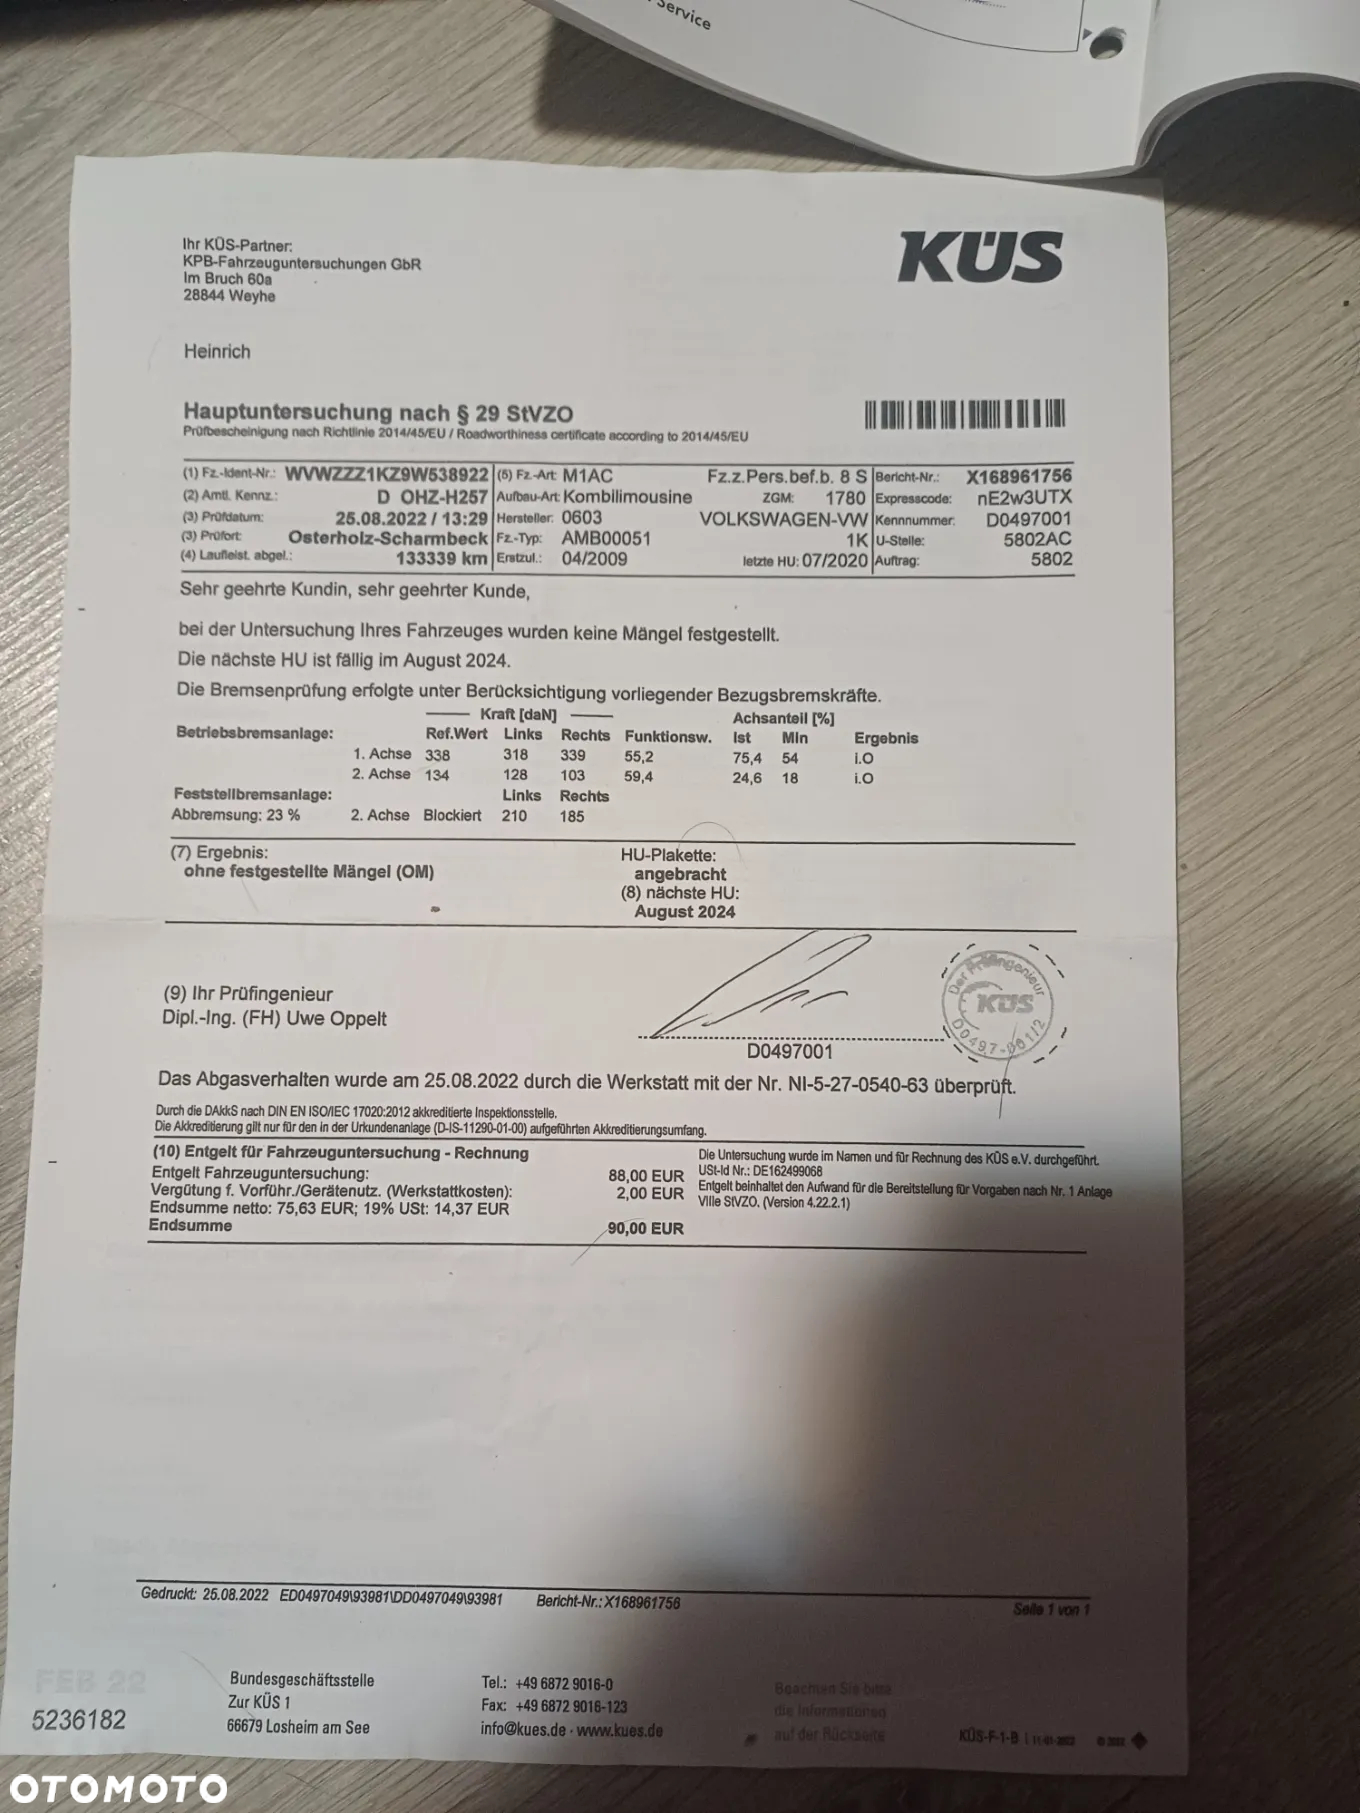 Service
Ihr KÜS-Partner:
KPB-Fahrzeuguntersuchungen GbR
Im Bruch 60a
28844 Weyhe
KÜS
Heinrich
Hauptuntersuchung nach § 29 StVZO
Prüfbescheinigung nach Richtlinie 2014/45/EU / Roadworthiness certificate according to 2014/45/EU
(1) Fz.-Ident-Nr.: WVWZZZ1KZ9W538922 (5) Fz.-Art: M1AC Fz.z.Pers.bef.b. 8 S Bericht-Nr.: X168961756
(2) Amtl. Kennz.: D OHZ-H257 Aufbau-Art: Kombilimousine ZGM: 1780 Expresscode: nE2w3UTX
(3) Prüfdatum: 25.08.2022 / 13:29 Hersteller: 0603 VOLKSWAGEN-VW Kennnummer: D0497001
(3) Prüfort: Osterholz-Scharmbeck Fz.-Typ: AMB00051 1K U-Stelle: 5802AC
(4) Laufleist. abgel.: 133339 km Erstzul.: 04/2009 letzte HU: 07/2020 Auftrag: 5802
Sehr geehrte Kundin, sehr geehrter Kunde,
bei der Untersuchung Ihres Fahrzeuges wurden keine Mängel festgestellt.
Die nächste HU ist fällig im August 2024.
Die Bremsenprüfung erfolgte unter Berücksichtigung vorliegender Bezugsbremskräfte.
Kraft [daN] Achsanteil [%]
Betriebsbremsanlage: Ref.Wert Links Rechts Funktionsw. Ist Min Ergebnis
1. Achse 338 318 339 55,2 75,4 54 i.O
2. Achse 134 128 103 59,4 24,6 18 i.O
Feststellbremsanlage: Links Rechts
Abbremsung: 23 % 2. Achse Blockiert 210 185
(7) Ergebnis: HU-Plakette:
ohne festgestellte Mängel (OM) angebracht
(8) nächste HU:
August 2024
(9) Ihr Prüfingenieur
Dipl.-Ing. (FH) Uwe Oppelt
D0497001
Der Prüfingenieur
KÜS
D0497-001/2
Das Abgasverhalten wurde am 25.08.2022 durch die Werkstatt mit der Nr. NI-5-27-0540-63 überprüft.
Durch die DAkkS nach DIN EN ISO/IEC 17020:2012 akkreditierte Inspektionsstelle.
Die Akkreditierung gilt nur für den in der Urkundenanlage (D-IS-11290-01-00) aufgeführten Akkreditierungsumfang.
(10) Entgelt für Fahrzeuguntersuchung - Rechnung
Entgelt Fahrzeuguntersuchung: 88,00 EUR
Vergütung f. Vorführ./Gerätenutz. (Werkstattkosten): 2,00 EUR
Endsumme netto: 75,63 EUR; 19% USt: 14,37 EUR
Endsumme 90,00 EUR
Die Untersuchung wurde im Namen und für Rechnung des KÜS e.V. durchgeführt.
USt-Id Nr.: DE162499068
Entgelt beinhaltet den Aufwand für die Bereitstellung für Vorgaben nach Nr. 1 Anlage
VIIIe StVZO. (Version 4.22.2.1)
Gedruckt: 25.08.2022 ED0497049\93981\DD0497049\93981 Bericht-Nr.: X168961756 Seite 1 von 1
FEB 22
5236182
Bundesgeschäftsstelle
Zur KÜS 1
66679 Losheim am See
Tel.: +49 6872 9016-0
Fax: +49 6872 9016-123
info@kues.de · www.kues.de
Beachten Sie bitte
die Informationen
auf der Rückseite
KÜS-F-1-B
OTOMOTO